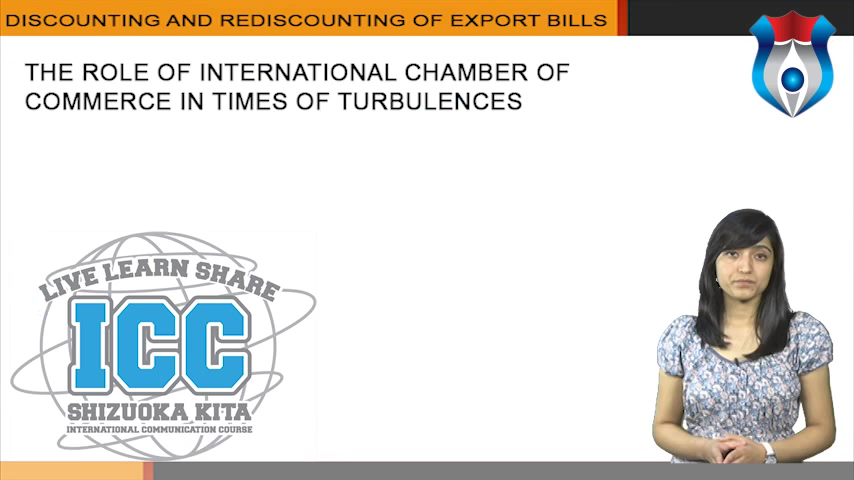 DISCOUNTING AND REDISCOUNTING OF EXPORT BILLS
THE ROLE OF INTERNATIONAL CHAMBER OF
COMMERCE IN TIMES OF TURBULENCES
LIVE LEARN SHARE
ICC
SHIZUOKA KITA
INTERNATIONAL COMMUNICATION COURSE